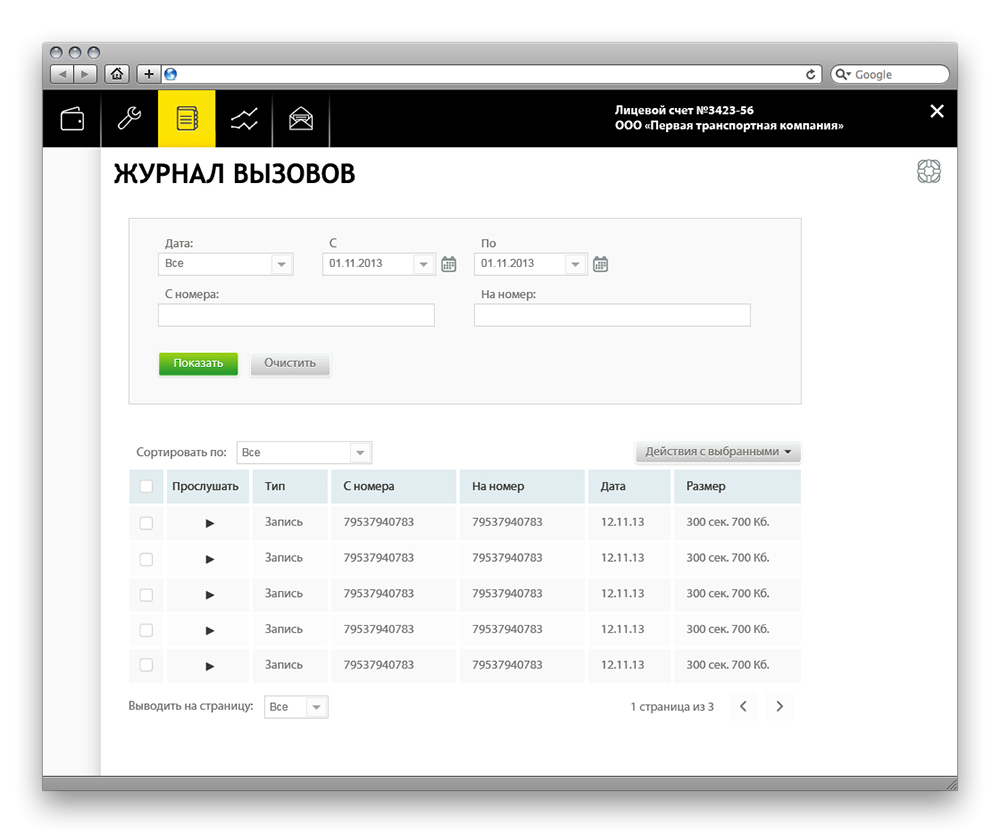 Google
Лицевой счет №3423-56
ООО «Первая транспортная компания»
ЖУРНАЛ ВЫЗОВОВ
Дата: С По
Все 01.11.2013 01.11.2013
С номера: На номер:
Показать Очистить
Сортировать по: Все Действия с выбранными
Прослушать Тип С номера На номер Дата Размер
Запись 79537940783 79537940783 12.11.13 300 сек. 700 Кб.
Запись 79537940783 79537940783 12.11.13 300 сек. 700 Кб.
Запись 79537940783 79537940783 12.11.13 300 сек. 700 Кб.
Запись 79537940783 79537940783 12.11.13 300 сек. 700 Кб.
Запись 79537940783 79537940783 12.11.13 300 сек. 700 Кб.
Выводить на страницу: Все 1 страница из 3